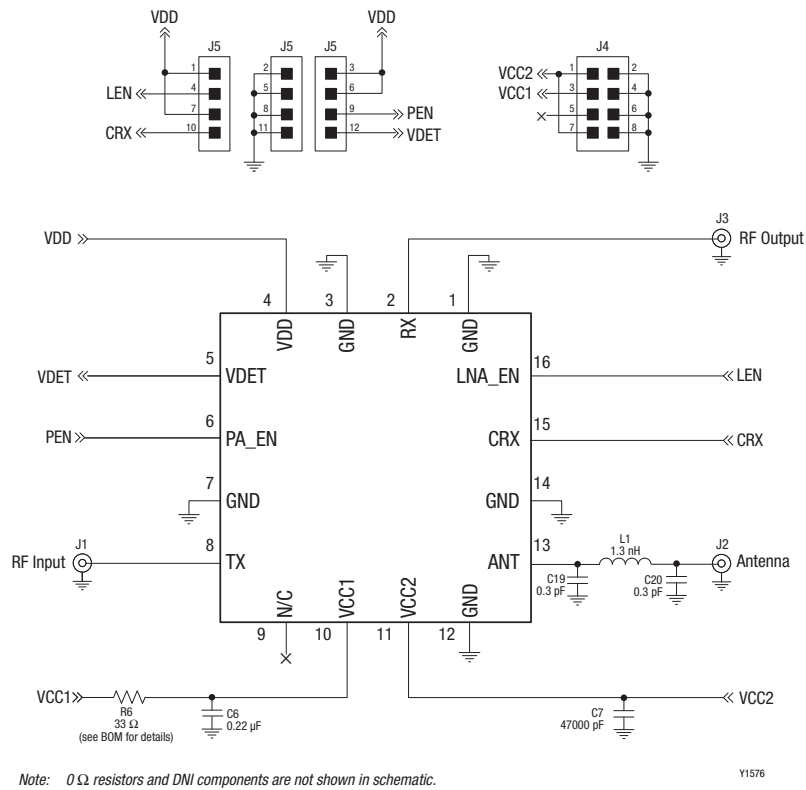 VDD
VDD
J5
J5
J5
J4
1
4
7
10
LEN
CRX
2
5
8
11
3
6
9
12
PEN
VDET
VCC2
VCC1
1
3
5
7
2
4
6
8
J3
RF Output
VDD
4
3
2
1
VDD
GND
RX
GND
5
VDET
VDET
16
LNA_EN
LEN
6
PEN
PA_EN
15
CRX
CRX
7
GND
14
GND
J1
RF Input
8
TX
13
ANT
L1
1.3 nH
J2
Antenna
C19
0.3 pF
C20
0.3 pF
N/C
VCC1
VCC2
GND
9
10
11
12
VCC1
R6
33 Ω
(see BOM for details)
C6
0.22 µF
C7
47000 pF
VCC2
Note: 0 Ω resistors and DNI components are not shown in schematic.
Y1576